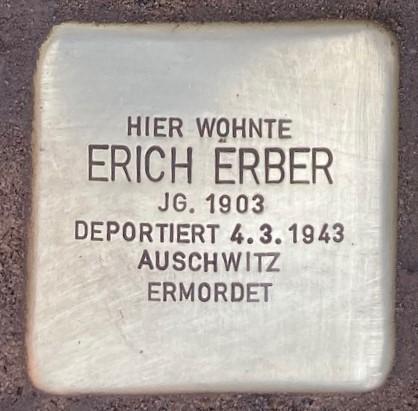 HIER WOHNTE
ERICH ERBER
JG. 1903
DEPORTIERT 4.3.1943
AUSCHWITZ
ERMORDET